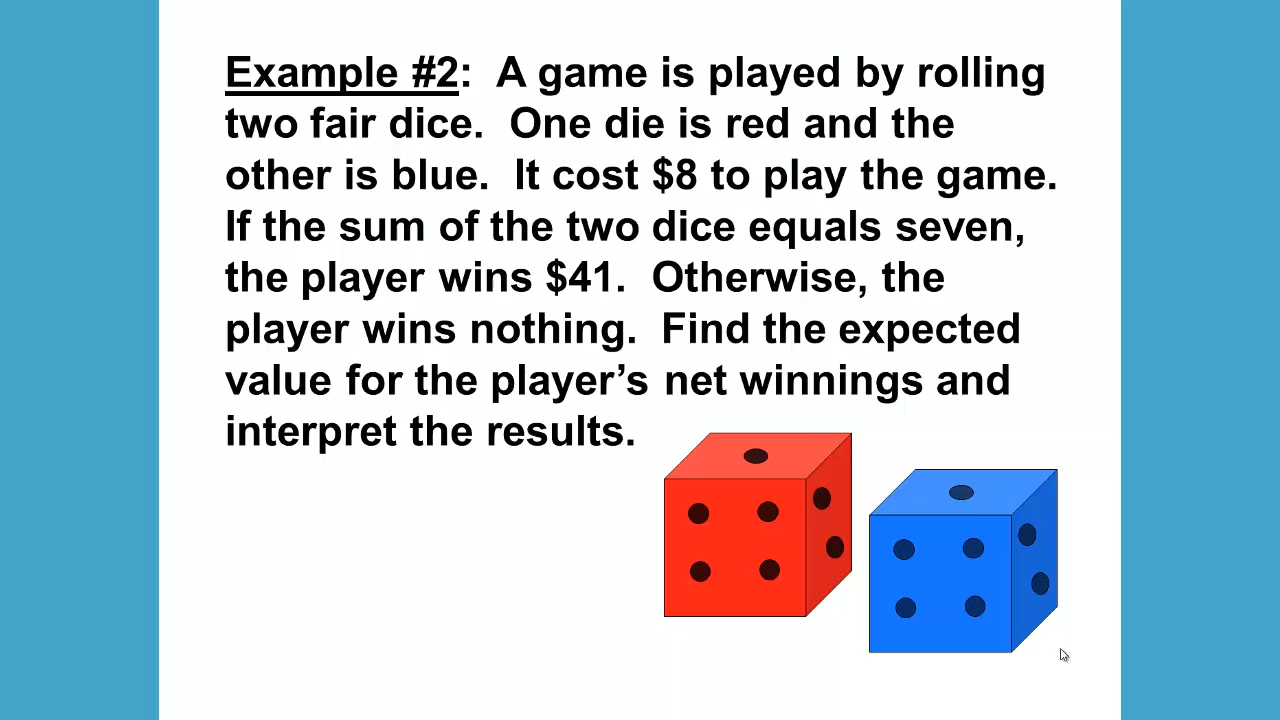 Example #2:  A game is played by rolling
two fair dice.  One die is red and the
other is blue.  It cost $8 to play the game.
If the sum of the two dice equals seven,
the player wins $41.  Otherwise, the
player wins nothing.  Find the expected
value for the player’s net winnings and
interpret the results.